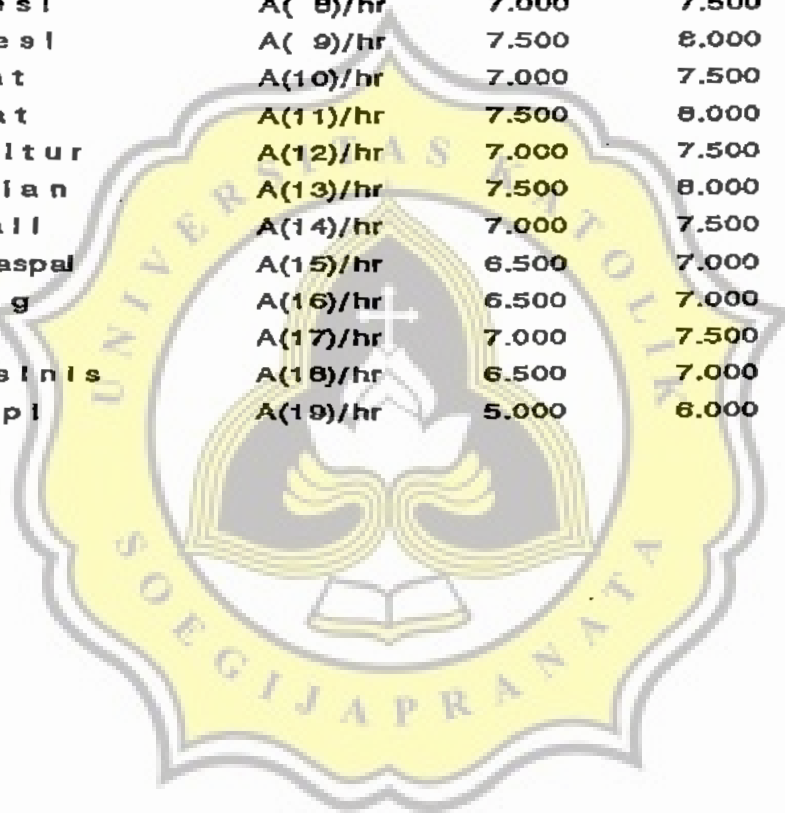 e s i A( 8)/hr 7.000 7.500
e s i A( 9)/hr 7.500 8.000
a t A(10)/hr 7.000 7.500
a t A(11)/hr 7.500 8.000
l t u r A(12)/hr 7.000 7.500
i a n A(13)/hr 7.500 8.000
a l i A(14)/hr 7.000 7.500
aspal A(15)/hr 6.500 7.000
g A(16)/hr 6.500 7.000
A(17)/hr 7.000 7.500
s i n i s A(18)/hr 6.500 7.000
p i A(19)/hr 5.000 6.000
UNIVERSITAS KATOLIK
SOEGIJAPRANATA